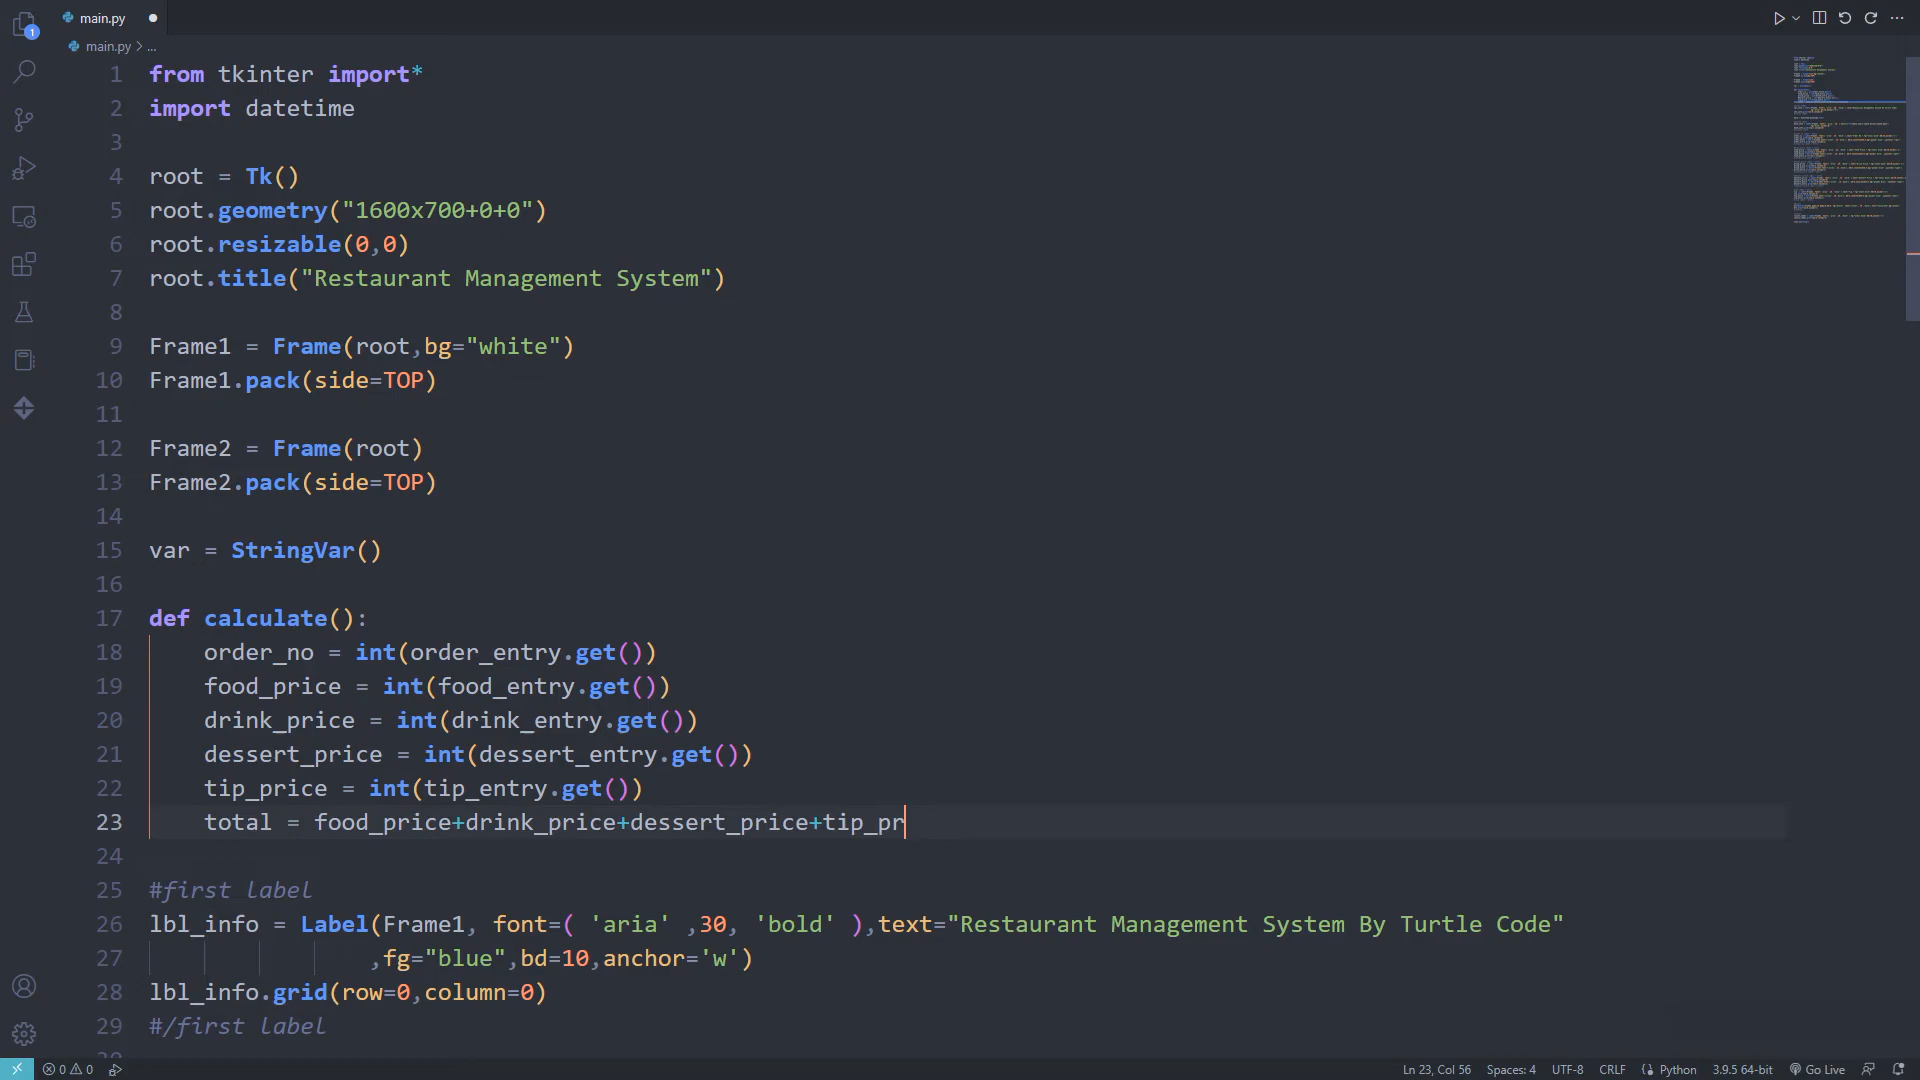 main.py
main.py > ...
1 from tkinter import*
2 import datetime
3
4 root = Tk()
5 root.geometry("1600x700+0+0")
6 root.resizable(0,0)
7 root.title("Restaurant Management System")
8
9 Frame1 = Frame(root,bg="white")
10 Frame1.pack(side=TOP)
11
12 Frame2 = Frame(root)
13 Frame2.pack(side=TOP)
14
15 var = StringVar()
16
17 def calculate():
18     order_no = int(order_entry.get())
19     food_price = int(food_entry.get())
20     drink_price = int(drink_entry.get())
21     dessert_price = int(dessert_entry.get())
22     tip_price = int(tip_entry.get())
23     total = food_price+drink_price+dessert_price+tip_pr
24
25 #first label
26 lbl_info = Label(Frame1, font=( 'aria' ,30, 'bold' ),text="Restaurant Management System By Turtle Code"
27                 ,fg="blue",bd=10,anchor='w')
28 lbl_info.grid(row=0,column=0)
29 #/first label
1
0 0 Ln 23, Col 56 Spaces: 4 UTF-8 CRLF Python 3.9.5 64-bit Go Live